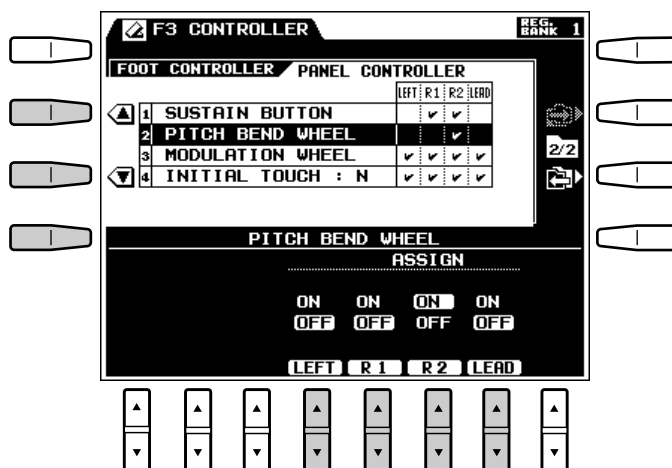 F3 CONTROLLER
REG. BANK 1
FOOT CONTROLLER PANEL CONTROLLER
LEFT R1 R2 LEAD
1 SUSTAIN BUTTON ✔ ✔
2 PITCH BEND WHEEL ✔
3 MODULATION WHEEL ✔ ✔ ✔ ✔
4 INITIAL TOUCH : N ✔ ✔ ✔ ✔
2/2
PITCH BEND WHEEL
ASSIGN
ON ON ON ON
OFF OFF OFF OFF
LEFT R 1 R 2 LEAD